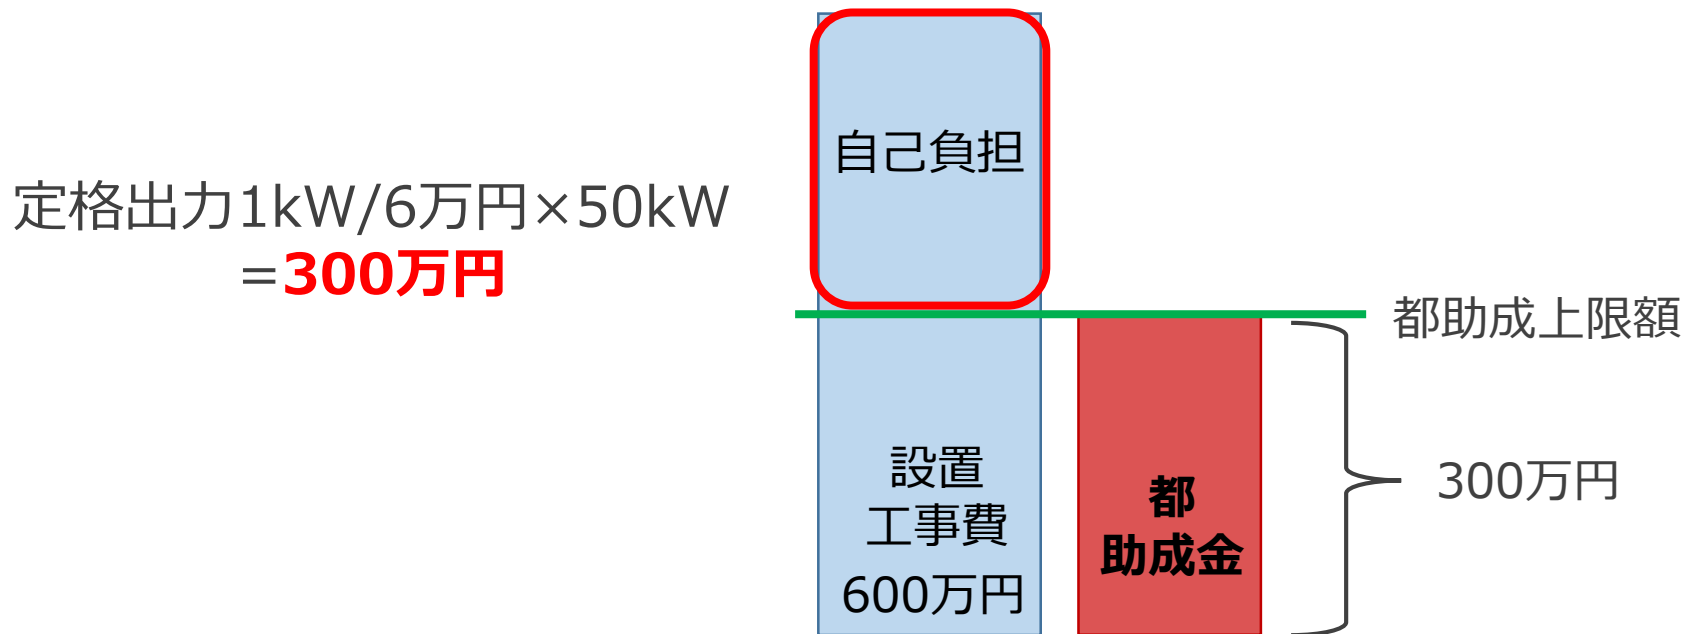 定格出力1kW/6万円×50kW
=300万円
自己負担
都助成上限額
設置
工事費
600万円
都
助成金
300万円